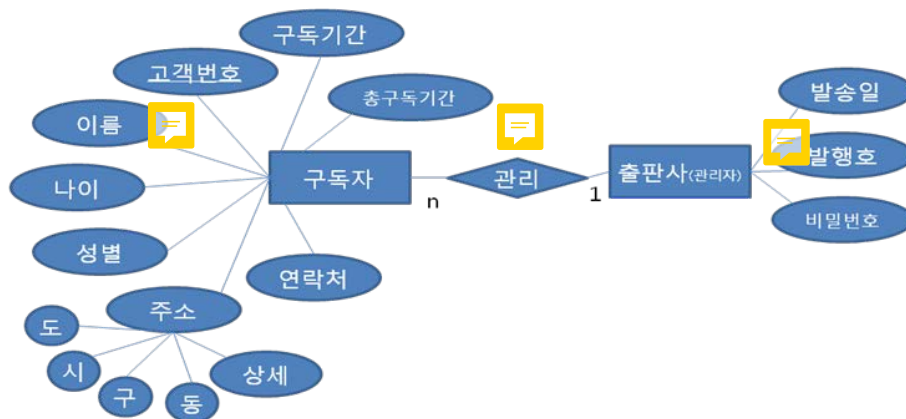 구독기간
고객번호
총구독기간
발송일
이름
발행호
구독자
관리
출판사(관리자)
나이
n
1
비밀번호
성별
연락처
주소
도
시
구
동
상세